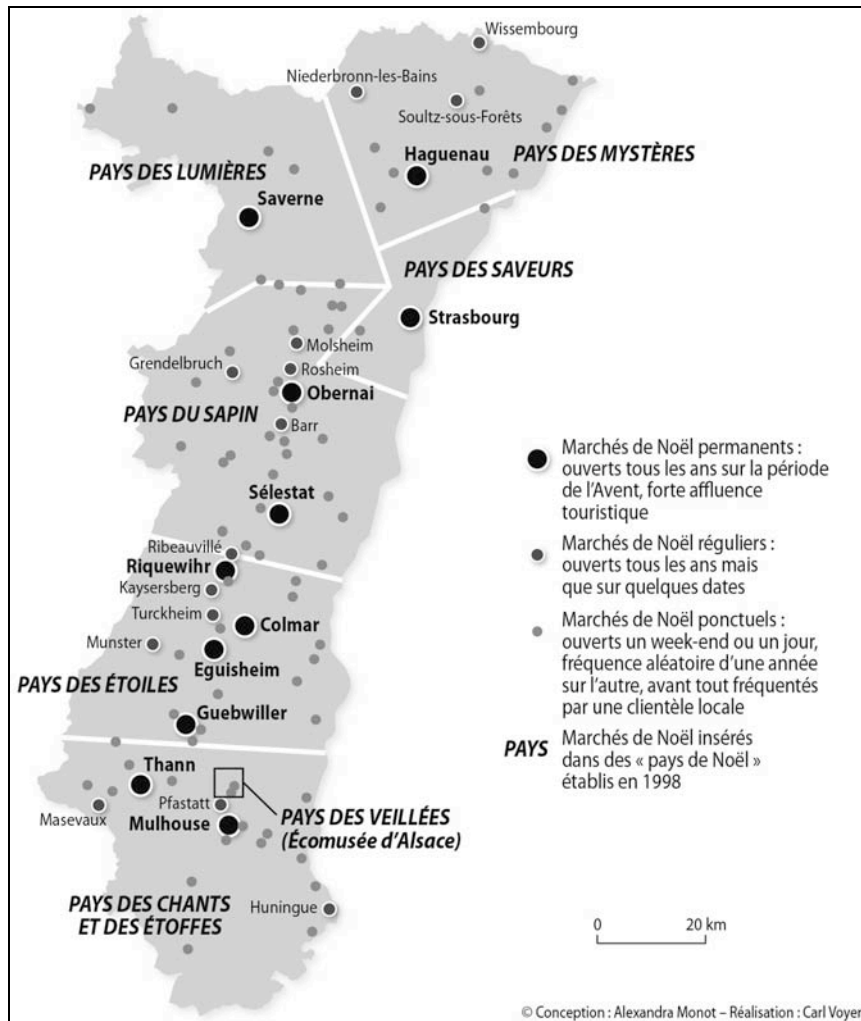 Wissembourg
Niederbronn-les-Bains
Soultz-sous-Forêts
Haguenau
PAYS DES MYSTÈRES
PAYS DES LUMIÈRES
Saverne
PAYS DES SAVEURS
Strasbourg
Molsheim
Grendelbruch
Rosheim
Obernai
PAYS DU SAPIN
Barr
Sélestat
Ribeauvillé
Riquewihr
Kaysersberg
Turckheim
Colmar
Munster
Eguisheim
PAYS DES ÉTOILES
Guebwiller
Thann
Pfastatt
Masevaux
Mulhouse
PAYS DES VEILLÉES
(Écomusée d'Alsace)
PAYS DES CHANTS
ET DES ÉTOFFES
Huningue
Marchés de Noël permanents :
ouverts tous les ans sur la période
de l'Avent, forte affluence
touristique
Marchés de Noël réguliers :
ouverts tous les ans mais
que sur quelques dates
Marchés de Noël ponctuels :
ouverts un week-end ou un jour,
fréquence aléatoire d'une année
sur l'autre, avant tout fréquentés
par une clientèle locale
PAYS Marchés de Noël insérés
dans des « pays de Noël »
établis en 1998
0 20 km
© Conception : Alexandra Monot – Réalisation : Carl Voyer